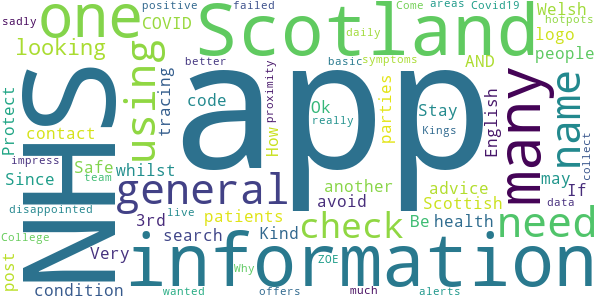 sadly
positive
failed
Come
areas
Covid19
hotpots
COVID
daily
Welsh
looking
one
Scotland
logo
better
basic
symptoms
AND
people
Protect
NHS
using
tracing
code
app
proximity
Ok
really
parties
Stay
Kings
English
many
name
contact
How
impress
Safe
team
Since
whilst
another
advice
may
If
collect
data
disappointed
live
general
3rd
patients
avoid
check
Scottish
Be
health
need
College
post
Very
search
Kind
Why
ZOE
information
condition
wanted
offers
much
alerts